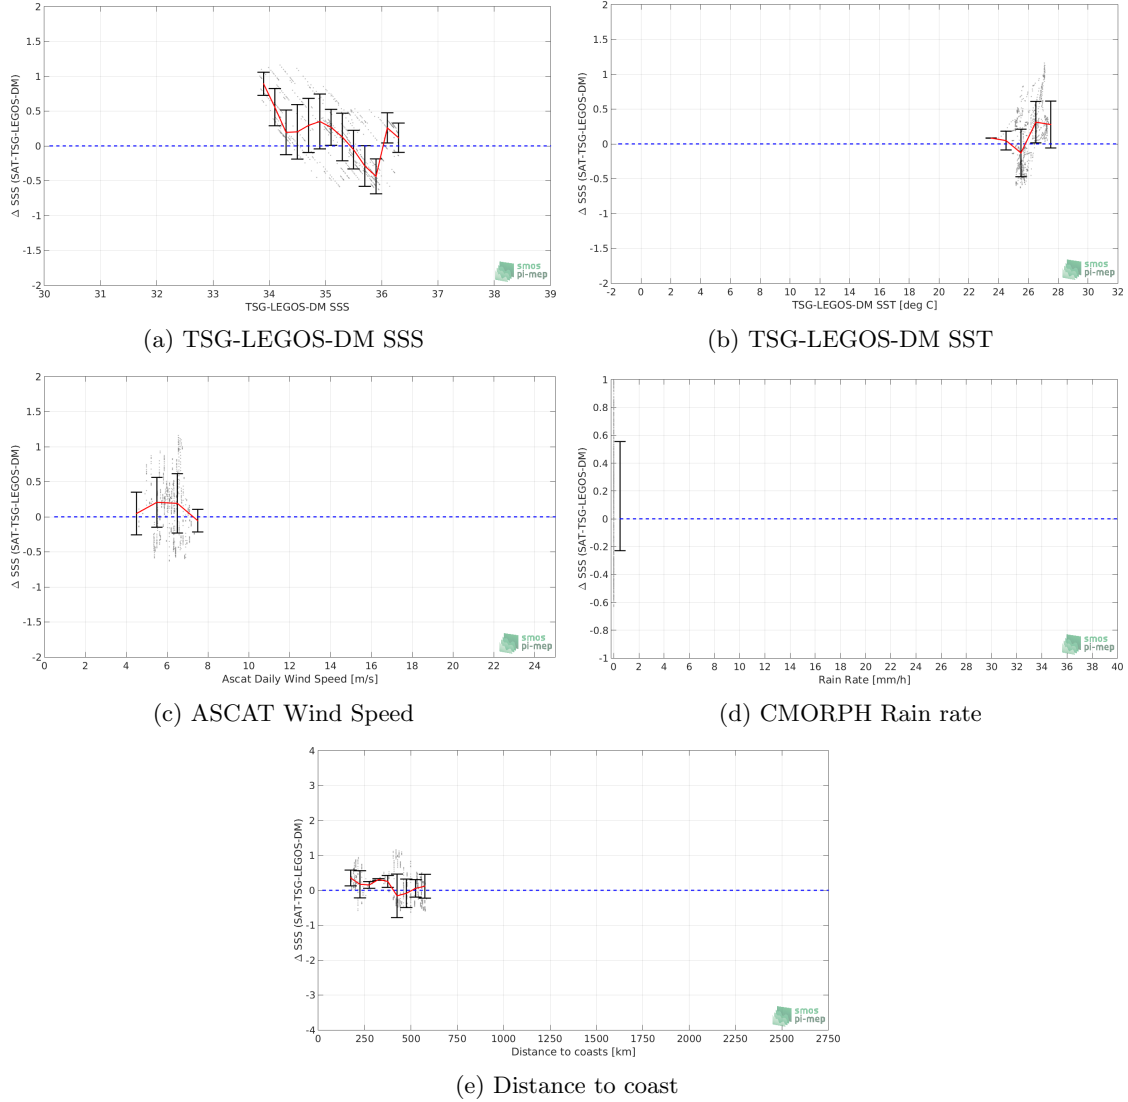 2
1.5
1
0.5
0
-0.5
-1
-1.5
-2
Δ SSS (SAT-TSG-LEGOS-DM)
30 31 32 33 34 35 36 37 38 39
TSG-LEGOS-DM SSS
smos
pi-mep
(a) TSG-LEGOS-DM SSS
2
1.5
1
0.5
0
-0.5
-1
-1.5
-2
Δ SSS (SAT-TSG-LEGOS-DM)
-2 0 2 4 6 8 10 12 14 16 18 20 22 24 26 28 30 32
TSG-LEGOS-DM SST [deg C]
smos
pi-mep
(b) TSG-LEGOS-DM SST
2
1.5
1
0.5
0
-0.5
-1
-1.5
-2
Δ SSS (SAT-TSG-LEGOS-DM)
0 2 4 6 8 10 12 14 16 18 20 22 24
Ascat Daily Wind Speed [m/s]
smos
pi-mep
(c) ASCAT Wind Speed
1
0.8
0.6
0.4
0.2
0
-0.2
-0.4
-0.6
-0.8
-1
Δ SSS (SAT-TSG-LEGOS-DM)
0 2 4 6 8 10 12 14 16 18 20 22 24 26 28 30 32 34 36 38 40
Rain Rate [mm/h]
smos
pi-mep
(d) CMORPH Rain rate
4
3
2
1
0
-1
-2
-3
-4
Δ SSS (SAT-TSG-LEGOS-DM)
0 250 500 750 1000 1250 1500 1750 2000 2250 2500 2750
Distance to coasts [km]
smos
pi-mep
(e) Distance to coast